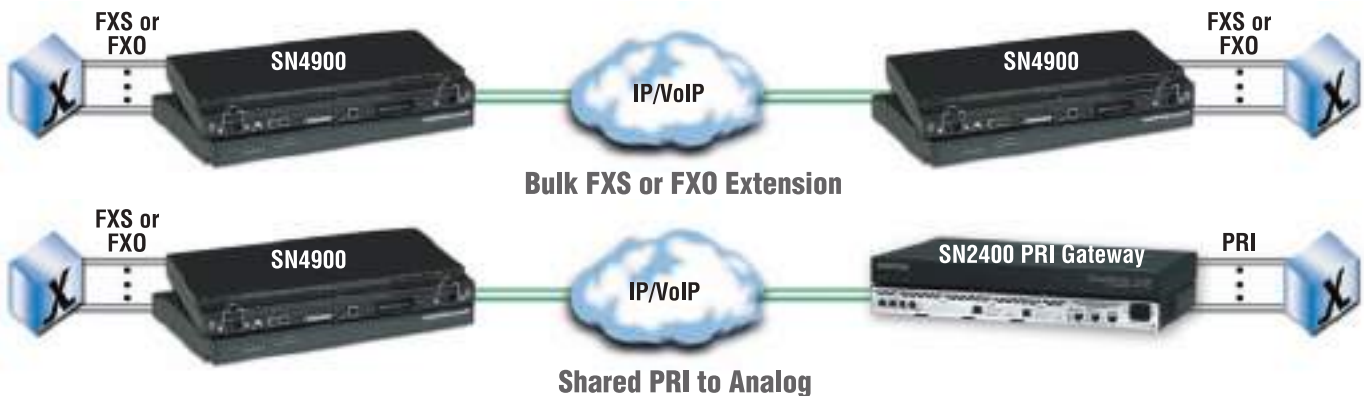 FXS or
FXO
SN4900
IP/VoIP
SN4900
FXS or
FXO
X
X
Bulk FXS or FXO Extension
FXS or
FXO
SN4900
IP/VoIP
SN2400 PRI Gateway
PRI
X
X
Shared PRI to Analog